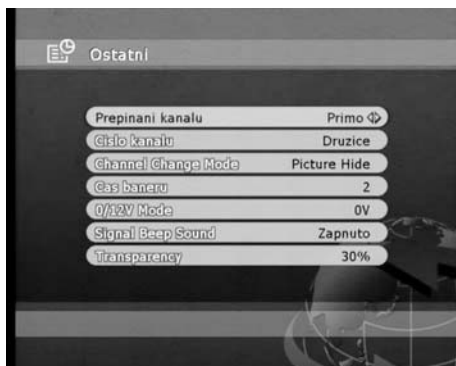 Ostatni
Prepinani kanalu Primo
Cislo kanalu Druzice
Channel Change Mode Picture Hide
Cas baneru 2
0/12V Mode 0V
Signal Beep Sound Zapnuto
Transparency 30%